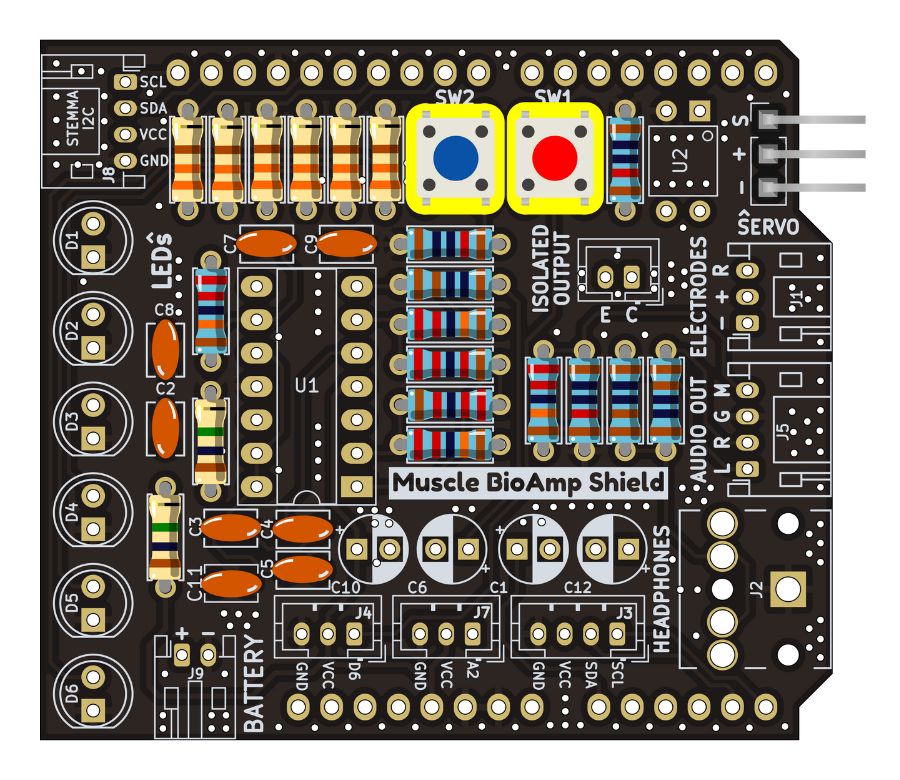 SCL
SDA
VCC
GND
STEMMA
I2C
J8
SW2
SW1
U2
S
+
-
SERVO
D1
LEDs
C7
C9
ISOLATED
OUTPUT
E C
ELECTRODES
R
+
-
J1
D2
C8
U1
C2
D3
AUDIO OUT
M
G
R
L
J5
Muscle BioAmp Shield
D4
C3
C4
+
+
+
+
C5
C11
C10
C6
C1
C12
HEADPHONES
J2
D5
J4
J7
J3
GND
VCC
D6
GND
VCC
A2
GND
VCC
SDA
SCL
+ -
J9
BATTERY
D6